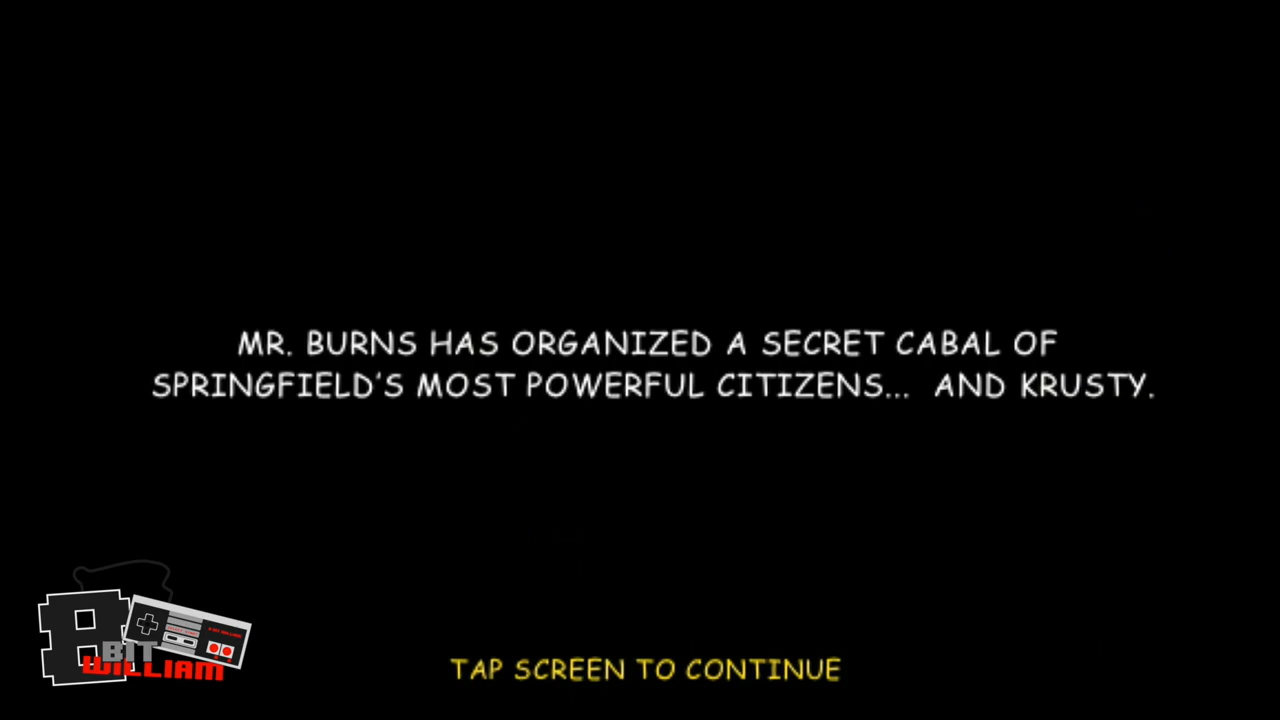 MR. BURNS HAS ORGANIZED A SECRET CABAL OF
SPRINGFIELD'S MOST POWERFUL CITIZENS... AND KRUSTY.
8
BIT
WILLIAM
TAP SCREEN TO CONTINUE